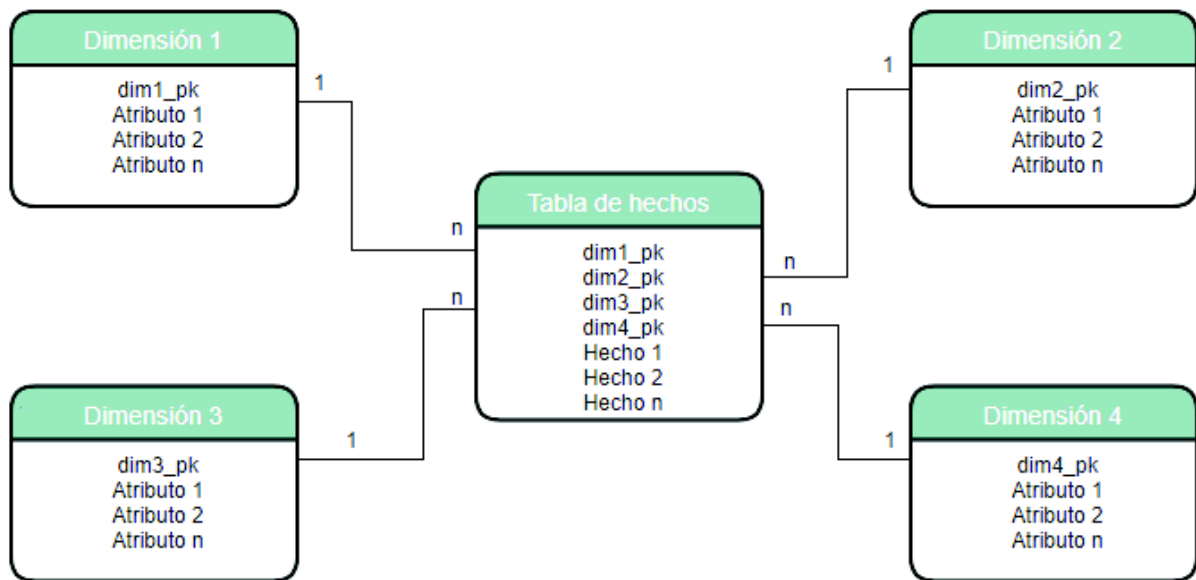 Dimensión 1
dim1_pk
Atributo 1
Atributo 2
Atributo n
1
Dimensión 2
dim2_pk
Atributo 1
Atributo 2
Atributo n
1
Tabla de hechos
dim1_pk
dim2_pk
dim3_pk
dim4_pk
Hecho 1
Hecho 2
Hecho n
n
n
n
n
Dimensión 3
dim3_pk
Atributo 1
Atributo 2
Atributo n
1
Dimensión 4
dim4_pk
Atributo 1
Atributo 2
Atributo n
1